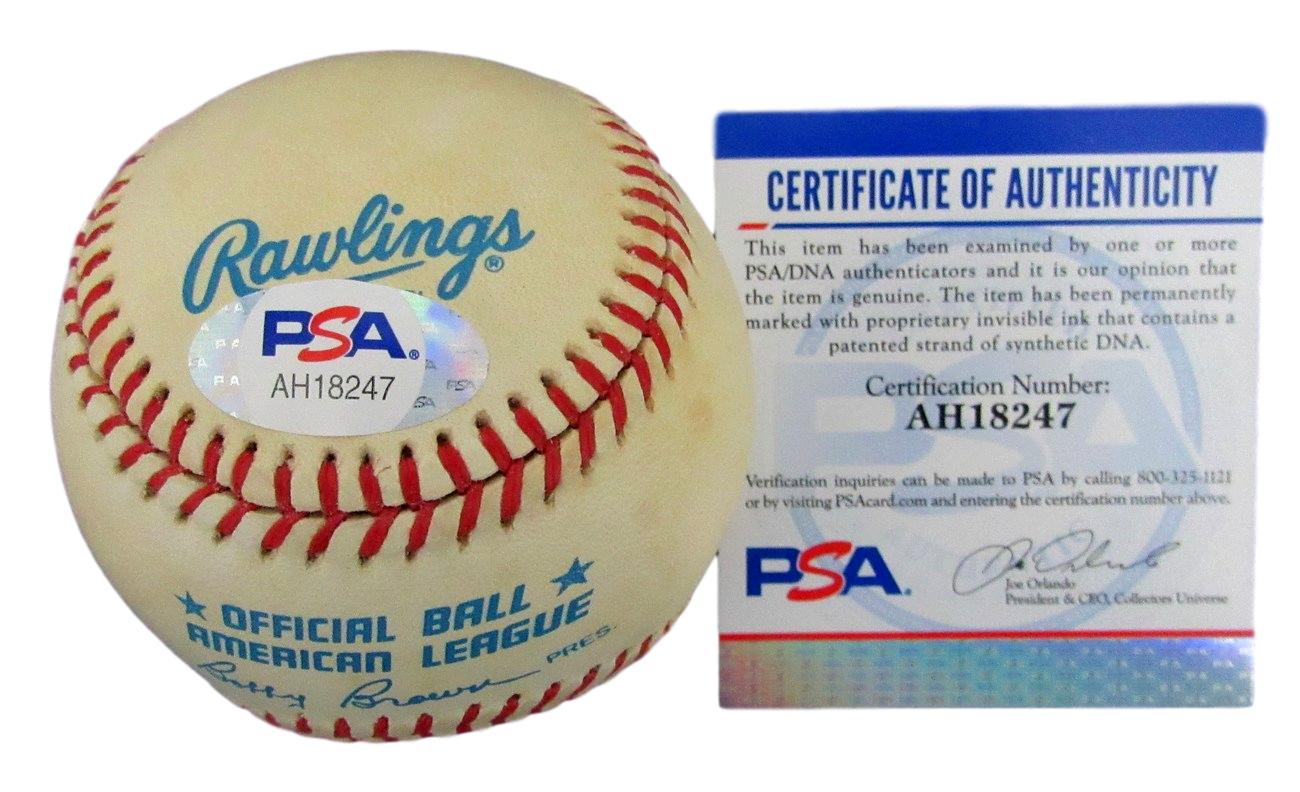 Rawlings®
PSA®
AH18247
★ OFFICIAL BALL ★
AMERICAN LEAGUE
Bobby Brown PRES.
CERTIFICATE OF AUTHENTICITY
This item has been examined by one or more
PSA/DNA authenticators and it is our opinion that
the item is genuine. The item has been permanently
marked with proprietary invisible ink that contains a
patented strand of synthetic DNA.
Certification Number:
AH18247
Verification inquiries can be made to PSA by calling 800-325-1121
or by visiting PSAcard.com and entering the certification number above.
PSA.
Joe Orlando
President & CEO, Collectors Universe